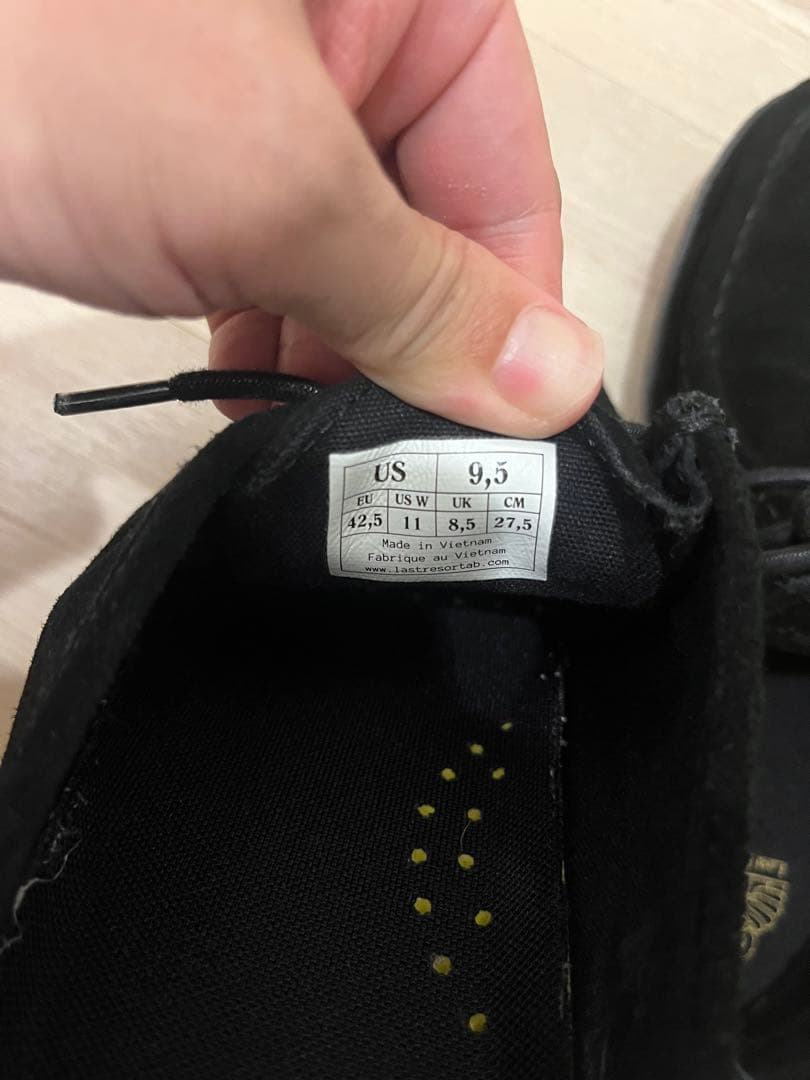 US 9,5
EU US W UK CM
42,5 11 8,5 27,5
Made in Vietnam
Fabrique au Vietnam
www.lastresortab.com